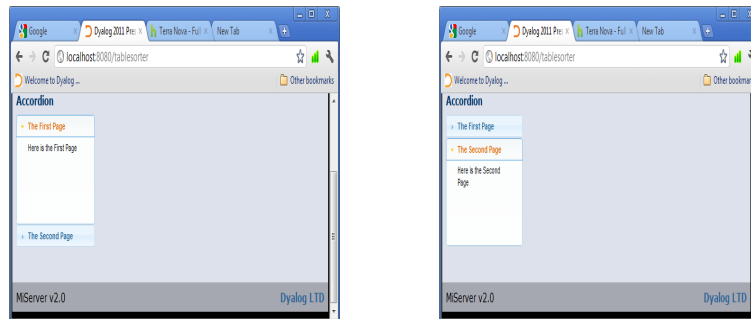 Google
Dyalog 2011 Pre
Terra Nova - Full
New Tab
localhost:8080/tablesorter
Welcome to Dyalog ...
Other bookmarks
Accordion
The First Page
Here is the First Page
The Second Page
MiServer v2.0
Dyalog LTD
Google
Dyalog 2011 Pre
Terra Nova - Ful
New Tab
localhost:8080/tablesorter
Welcome to Dyalog ...
Other bookmar
Accordion
The First Page
The Second Page
Here is the Second
Page
MiServer v2.0
Dyalog LTD